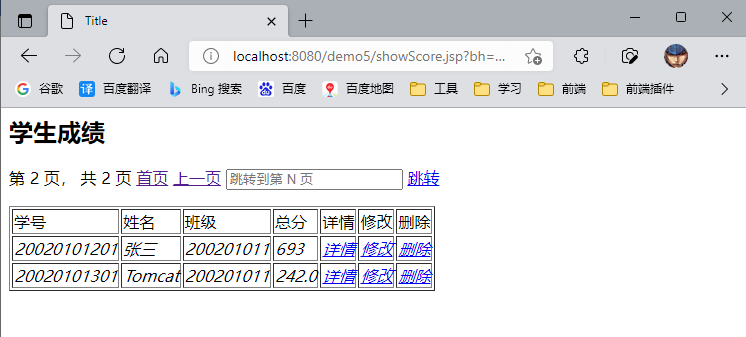 Title
localhost:8080/demo5/showScore.jsp?bh=...
谷歌 百度翻译 Bing 搜索 百度 百度地图 工具 学习 前端 前端插件
学生成绩
第 2 页， 共 2 页 首页 上一页 跳转到第 N 页 跳转
学号 姓名 班级 总分 详情 修改 删除
20020101201 张三 200201011 693 详情 修改 删除
20020101301 Tomcat 200201011 242.0 详情 修改 删除